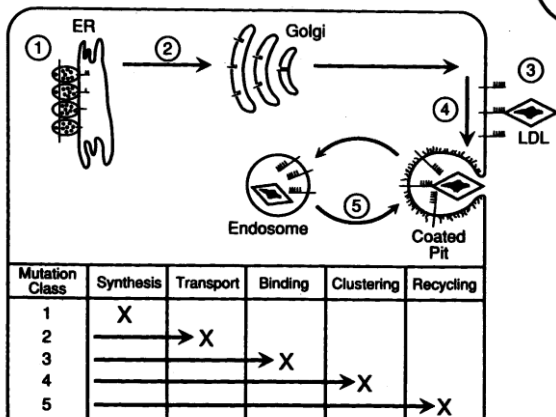 ER
Golgi
1
2
3
4
LDL
5
Endosome
Coated
Pit
Mutation
Class
Synthesis
Transport
Binding
Clustering
Recycling
1 X
2 X
3 X
4 X
5 X